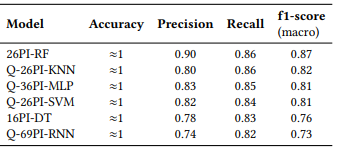 Model Accuracy Precision Recall f1-score
(macro)
26PI-RF ≈1 0.90 0.86 0.87
Q-26PI-KNN ≈1 0.80 0.86 0.82
Q-36PI-MLP ≈1 0.83 0.85 0.81
Q-26PI-SVM ≈1 0.82 0.84 0.81
16PI-DT ≈1 0.78 0.83 0.76
Q-69PI-RNN ≈1 0.74 0.82 0.73